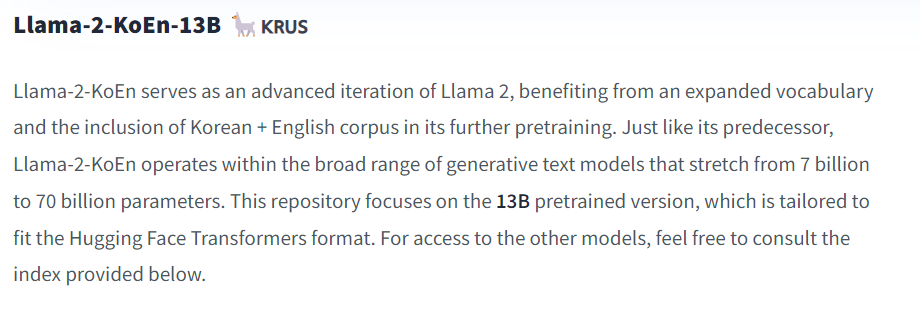 Llama-2-KoEn-13B 🦙 KRUS
Llama-2-KoEn serves as an advanced iteration of Llama 2, benefiting from an expanded vocabulary
and the inclusion of Korean + English corpus in its further pretraining. Just like its predecessor,
Llama-2-KoEn operates within the broad range of generative text models that stretch from 7 billion
to 70 billion parameters. This repository focuses on the 13B pretrained version, which is tailored to
fit the Hugging Face Transformers format. For access to the other models, feel free to consult the
index provided below.